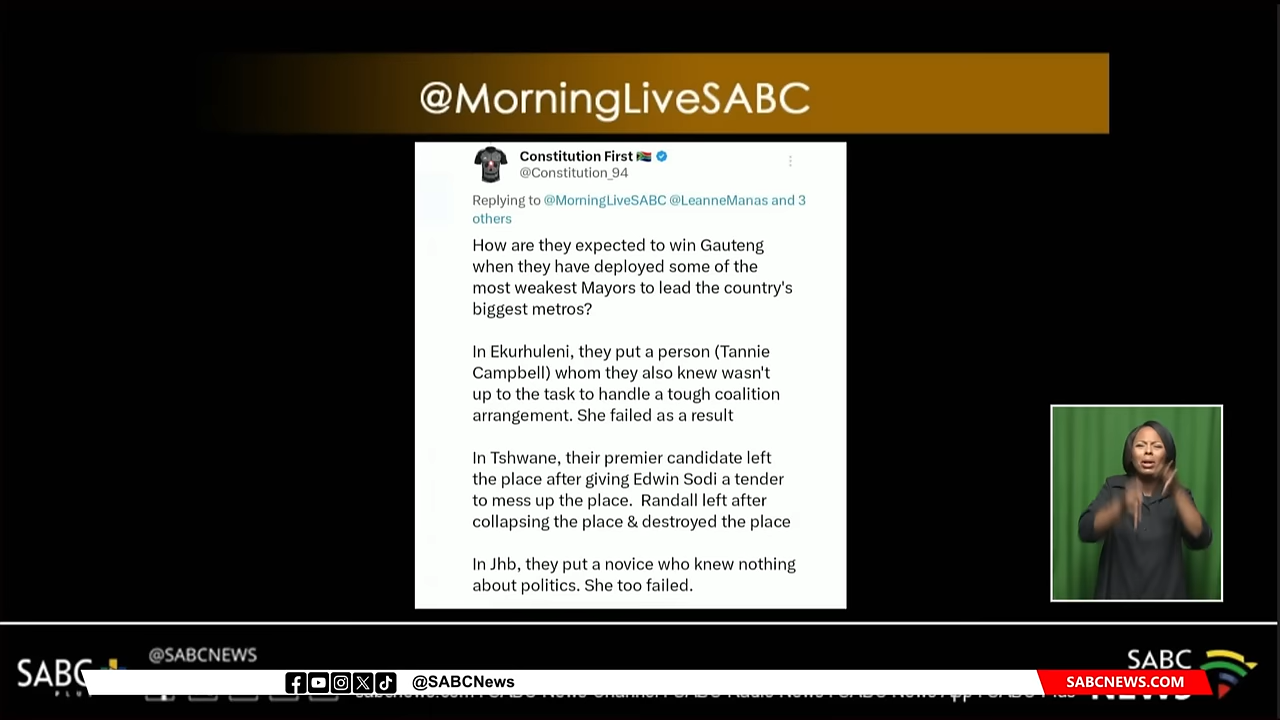 @MorningLiveSABC
Constitution First 🇿🇦
@Constitution_94
Replying to @MorningLiveSABC @LeanneManas and 3
others
How are they expected to win Gauteng
when they have deployed some of the
most weakest Mayors to lead the country's
biggest metros?
In Ekurhuleni, they put a person (Tannie
Campbell) whom they also knew wasn't
up to the task to handle a tough coalition
arrangement. She failed as a result
In Tshwane, their premier candidate left
the place after giving Edwin Sodi a tender
to mess up the place. Randall left after
collapsing the place & destroyed the place
In Jhb, they put a novice who knew nothing
about politics. She too failed.
@SABCNEWS
SABC
PLU
SABC
NEWS
@SABCNews
SABCNEWS.COM